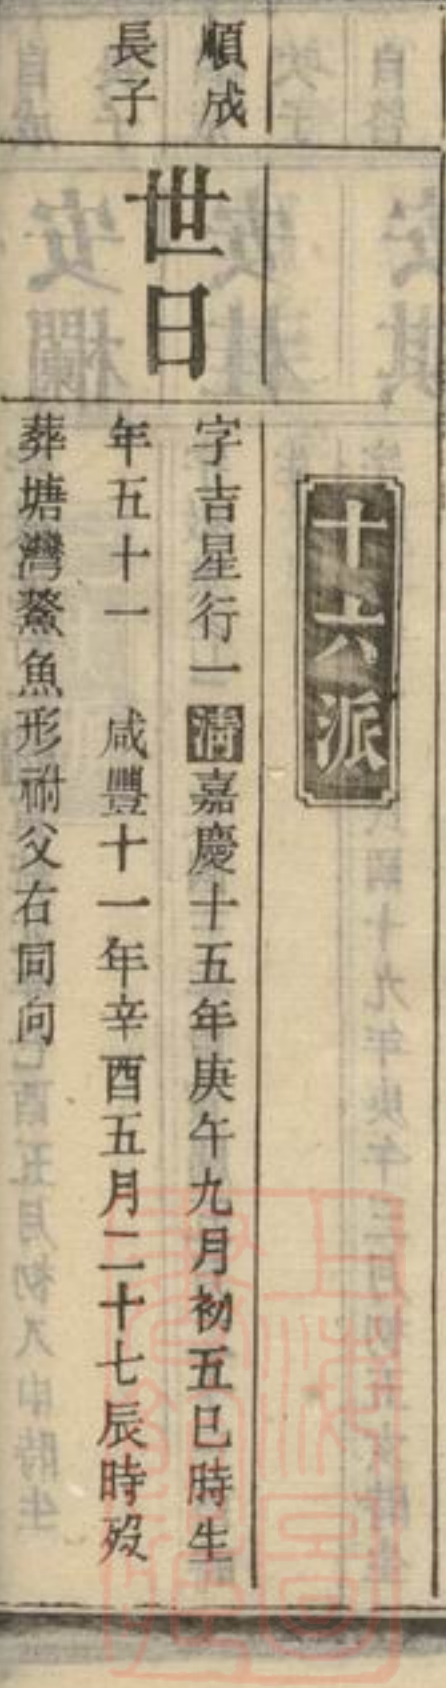 十六派
順成
長子
世日
字吉星行一清嘉慶十五年庚午九月初五巳時生
年五十一　咸豐十一年辛酉五月二十七辰時歿
葬塘灣鰲魚形祔父右同向